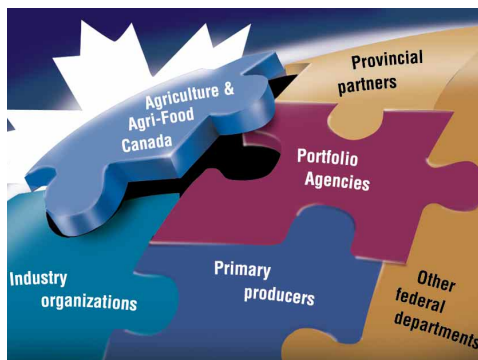 Agriculture &
Agri-Food
Canada
Provincial
partners
Portfolio
Agencies
Industry
organizations
Primary
producers
Other
federal
departments